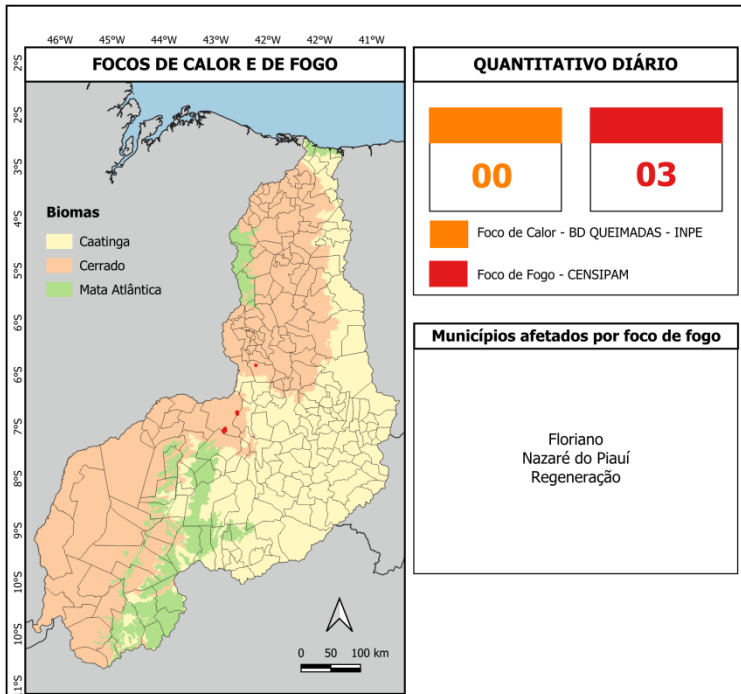 46°W 45°W 44°W 43°W 42°W 42°W 41°W
FOCOS DE CALOR E DE FOGO
2°S
2°S
3°S
4°S
5°S
6°S
6°S
7°S
8°S
9°S
10°S
10°S
11°S
Biomas
Caatinga
Cerrado
Mata Atlântica
0 50 100 km
QUANTITATIVO DIÁRIO
00 03
Foco de Calor - BD QUEIMADAS - INPE
Foco de Fogo - CENSIPAM
Municípios afetados por foco de fogo
Floriano
Nazaré do Piauí
Regeneração